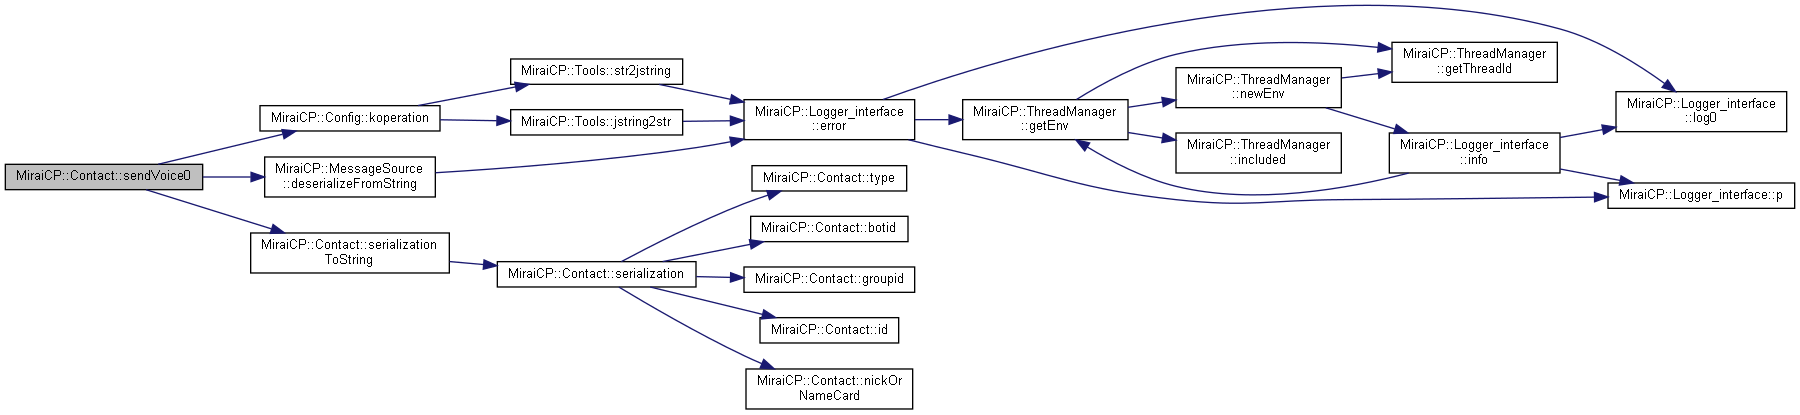 MiraiCP::Contact::sendVoice0
MiraiCP::Config::koperation
MiraiCP::MessageSource
::deserializeFromString
MiraiCP::Contact::serialization
ToString
MiraiCP::Tools::str2jstring
MiraiCP::Tools::jstring2str
MiraiCP::Contact::serialization
MiraiCP::Logger_interface
::error
MiraiCP::Contact::type
MiraiCP::Contact::botid
MiraiCP::Contact::groupid
MiraiCP::Contact::id
MiraiCP::Contact::nickOr
NameCard
MiraiCP::ThreadManager
::getEnv
MiraiCP::ThreadManager
::newEnv
MiraiCP::ThreadManager
::included
MiraiCP::ThreadManager
::getThreadId
MiraiCP::Logger_interface
::info
MiraiCP::Logger_interface
::log0
MiraiCP::Logger_interface::p